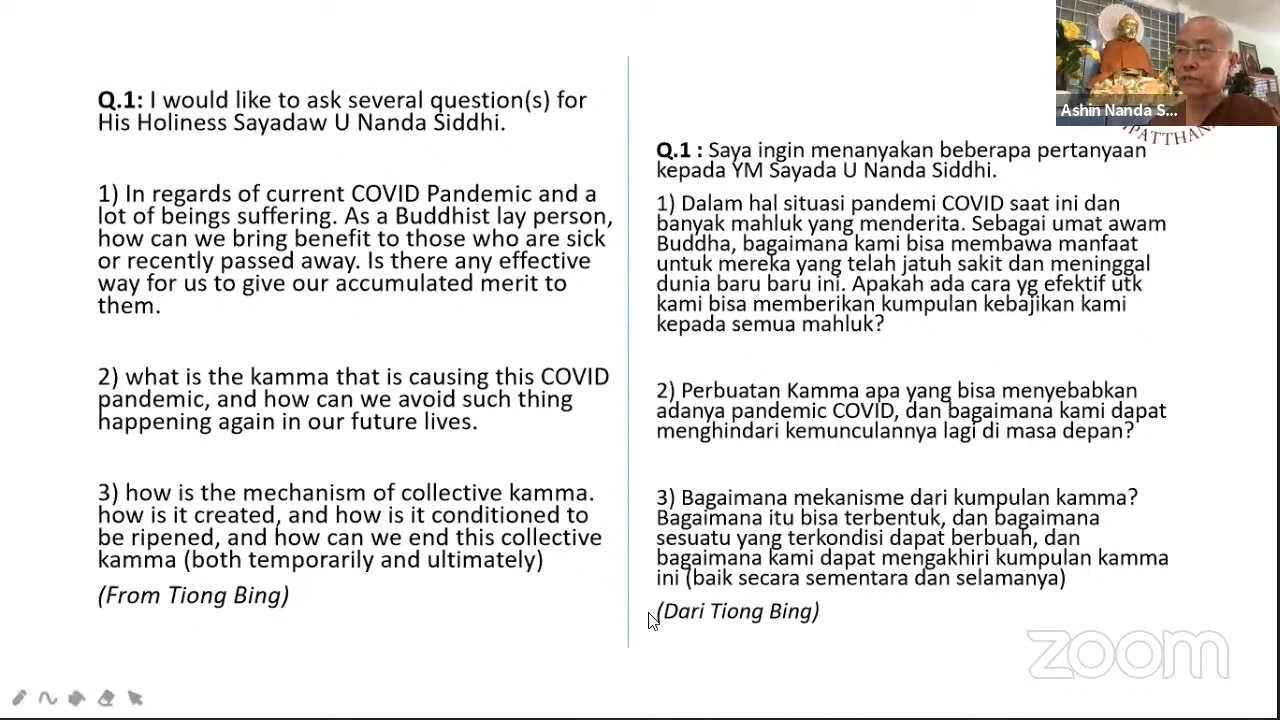 Q.1: I would like to ask several question(s) for
His Holiness Sayadaw U Nanda Siddhi.
1) In regards of current COVID Pandemic and a
lot of beings suffering. As a Buddhist lay person,
how can we bring benefit to those who are sick
or recently passed away. Is there any effective
way for us to give our accumulated merit to
them.
2) what is the kamma that is causing this COVID
pandemic, and how can we avoid such thing
happening again in our future lives.
3) how is the mechanism of collective kamma.
how is it created, and how is it conditioned to
be ripened, and how can we end this collective
kamma (both temporarily and ultimately)
(From Tiong Bing)
Ashin Nanda S...
Q.1 : Saya ingin menanyakan beberapa pertanyaan
kepada YM Sayada U Nanda Siddhi.
1) Dalam hal situasi pandemi COVID saat ini dan
banyak mahluk yang menderita. Sebagai umat awam
Buddha, bagaimana kami bisa membawa manfaat
untuk mereka yang telah jatuh sakit dan meninggal
dunia baru baru ini. Apakah ada cara yg efektif utk
kami bisa memberikan kumpulan kebajikan kami
kepada semua mahluk?
2) Perbuatan Kamma apa yang bisa menyebabkan
adanya pandemic COVID, dan bagaimana kami dapat
menghindari kemunculannya lagi di masa depan?
3) Bagaimana mekanisme dari kumpulan kamma?
Bagaimana itu bisa terbentuk, dan bagaimana
sesuatu yang terkondisi dapat berbuah, dan
bagaimana kami dapat mengakhiri kumpulan kamma
ini (baik secara sementara dan selamanya)
(Dari Tiong Bing)
zoom